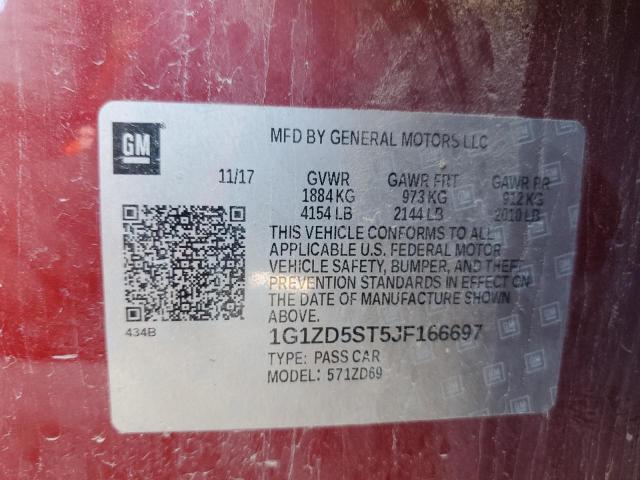 GM
MFD BY GENERAL MOTORS LLC
11/17 GVWR GAWR FRT GAWR RR
1884 KG 973 KG 912 KG
4154 LB 2144 LB 2010 LB
THIS VEHICLE CONFORMS TO ALL
APPLICABLE U.S. FEDERAL MOTOR
VEHICLE SAFETY, BUMPER, AND THEFT
PREVENTION STANDARDS IN EFFECT ON
THE DATE OF MANUFACTURE SHOWN
ABOVE.
434B
1G1ZD5ST5JF166697
TYPE: PASS CAR
MODEL: 571ZD69